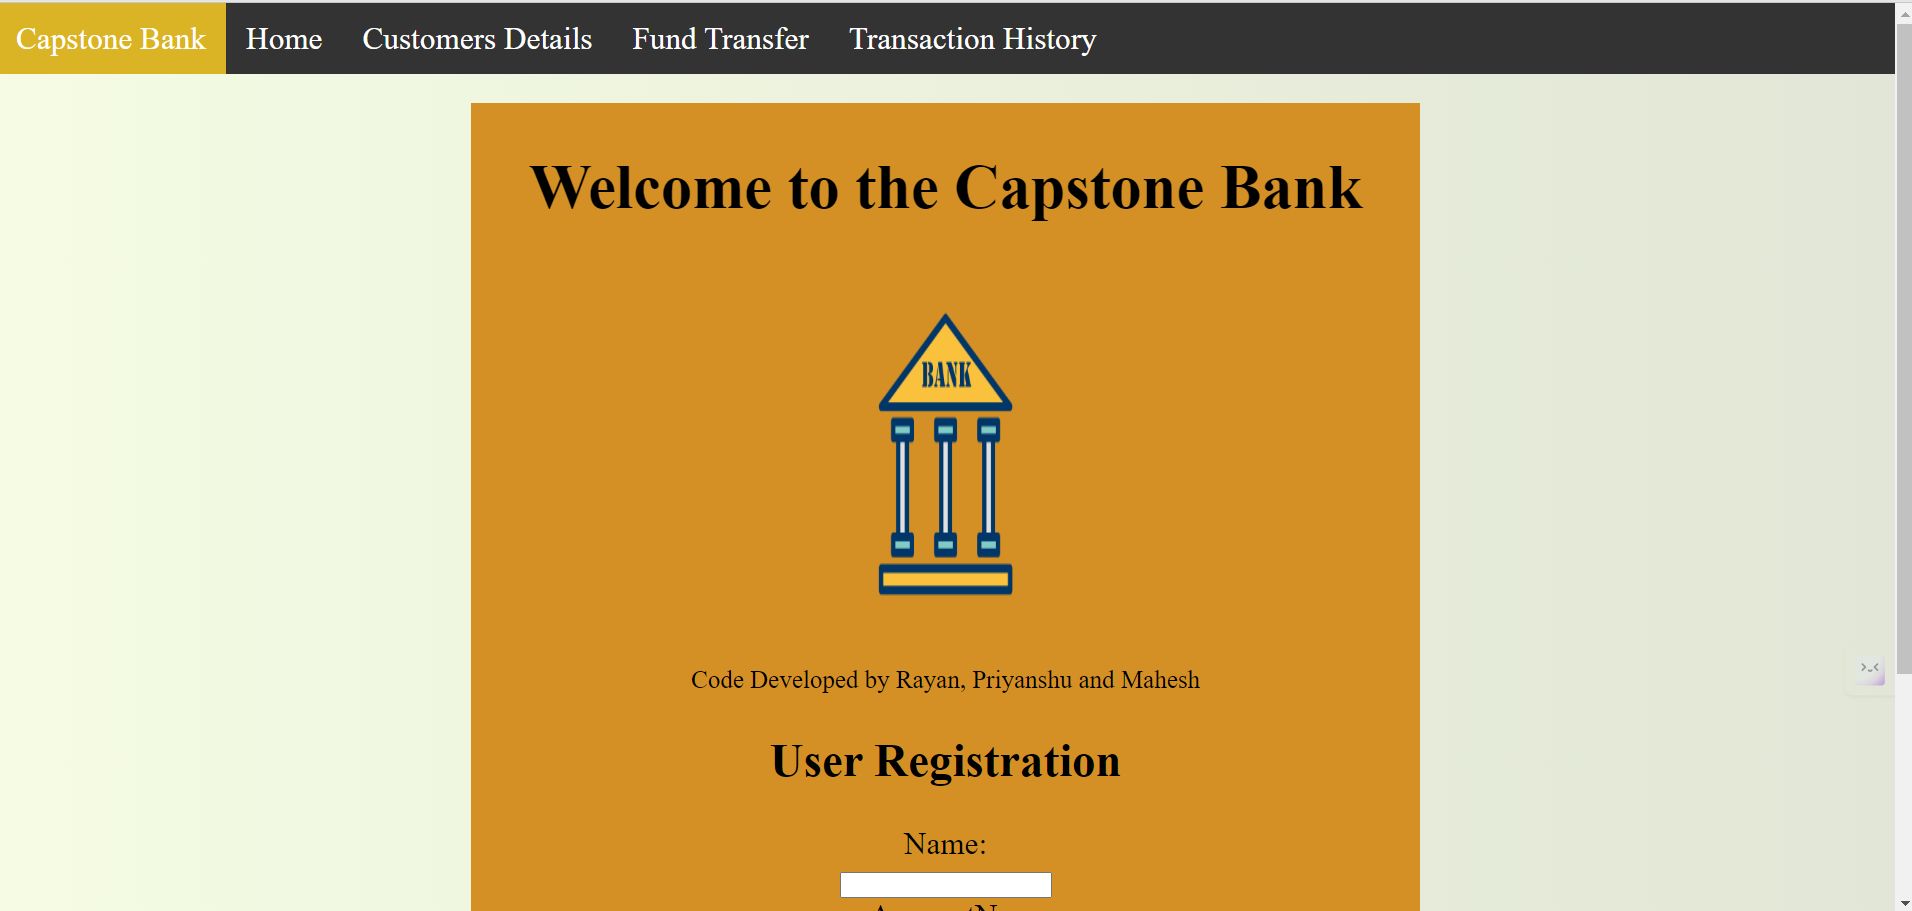 Capstone Bank Home Customers Details Fund Transfer Transaction History
Welcome to the Capstone Bank
BANK
Code Developed by Rayan, Priyanshu and Mahesh
User Registration
Name: